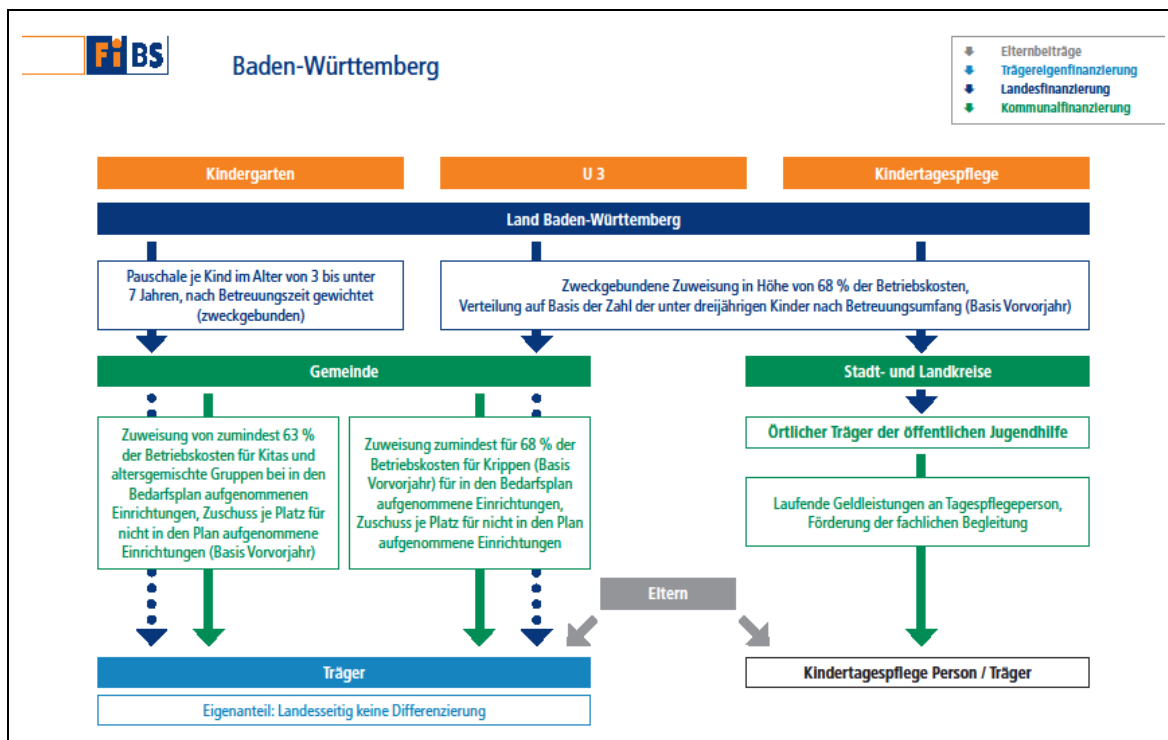 FiBS
Baden-Württemberg
Elternbeiträge
Trägereigenfinanzierung
Landesfinanzierung
Kommunalfinanzierung
Kindergarten
U 3
Kindertagespflege
Land Baden-Württemberg
Pauschale je Kind im Alter von 3 bis unter
7 Jahren, nach Betreuungszeit gewichtet
(zweckgebunden)
Zweckgebundene Zuweisung in Höhe von 68 % der Betriebskosten,
Verteilung auf Basis der Zahl der unter dreijährigen Kinder nach Betreuungsumfang (Basis Vorvorjahr)
Gemeinde
Stadt- und Landkreise
Zuweisung von zumindest 63 %
der Betriebskosten für Kitas und
altersgemischte Gruppen bei in den
Bedarfsplan aufgenommenen
Einrichtungen, Zuschuss je Platz für
nicht in den Plan aufgenommene
Einrichtungen (Basis Vorvorjahr)
Zuweisung zumindest für 68 % der
Betriebskosten für Krippen (Basis
Vorvorjahr) für in den Bedarfsplan
aufgenommene Einrichtungen,
Zuschuss je Platz für nicht in den Plan
aufgenommene Einrichtungen
Örtlicher Träger der öffentlichen Jugendhilfe
Laufende Geldleistungen an Tagespflegeperson,
Förderung der fachlichen Begleitung
Eltern
Träger
Kindertagespflege Person / Träger
Eigenanteil: Landesseitig keine Differenzierung